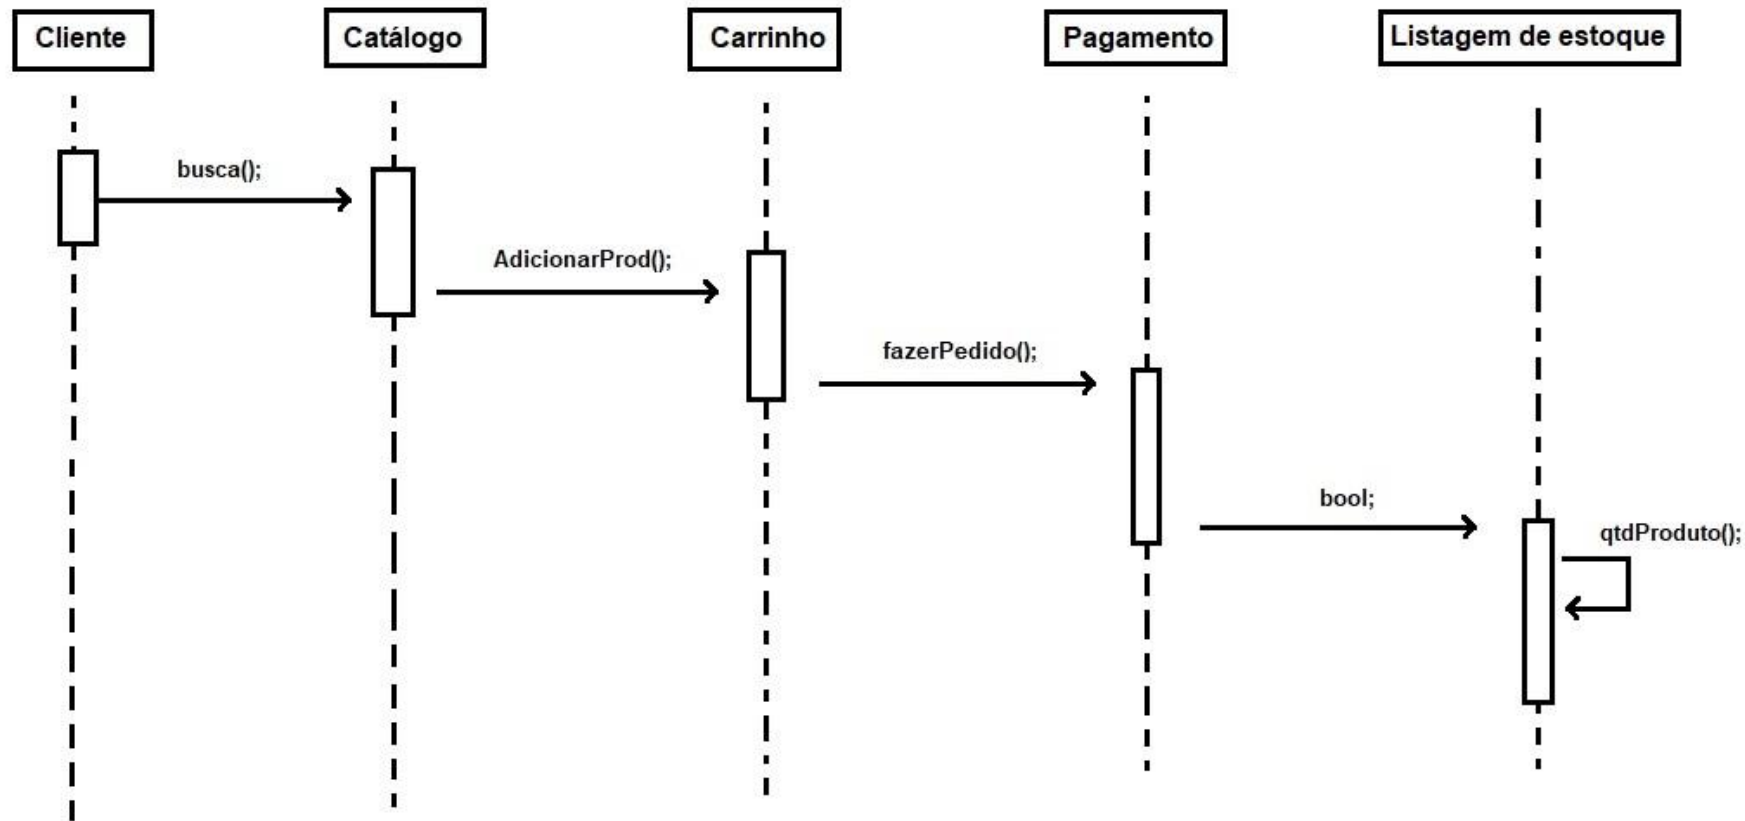 Cliente
Catálogo
Carrinho
Pagamento
Listagem de estoque
busca();
AdicionarProd();
fazerPedido();
bool;
qtdProduto();